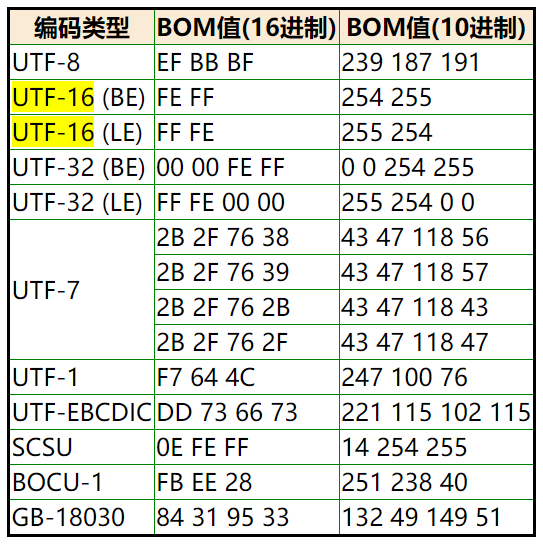 编码类型 BOM值(16进制) BOM值(10进制)
UTF-8 EF BB BF 239 187 191
UTF-16 (BE) FE FF 254 255
UTF-16 (LE) FF FE 255 254
UTF-32 (BE) 00 00 FE FF 0 0 254 255
UTF-32 (LE) FF FE 00 00 255 254 0 0
UTF-7
2B 2F 76 38 43 47 118 56
2B 2F 76 39 43 47 118 57
2B 2F 76 2B 43 47 118 43
2B 2F 76 2F 43 47 118 47
UTF-1 F7 64 4C 247 100 76
UTF-EBCDIC DD 73 66 73 221 115 102 115
SCSU 0E FE FF 14 254 255
BOCU-1 FB EE 28 251 238 40
GB-18030 84 31 95 33 132 49 149 51